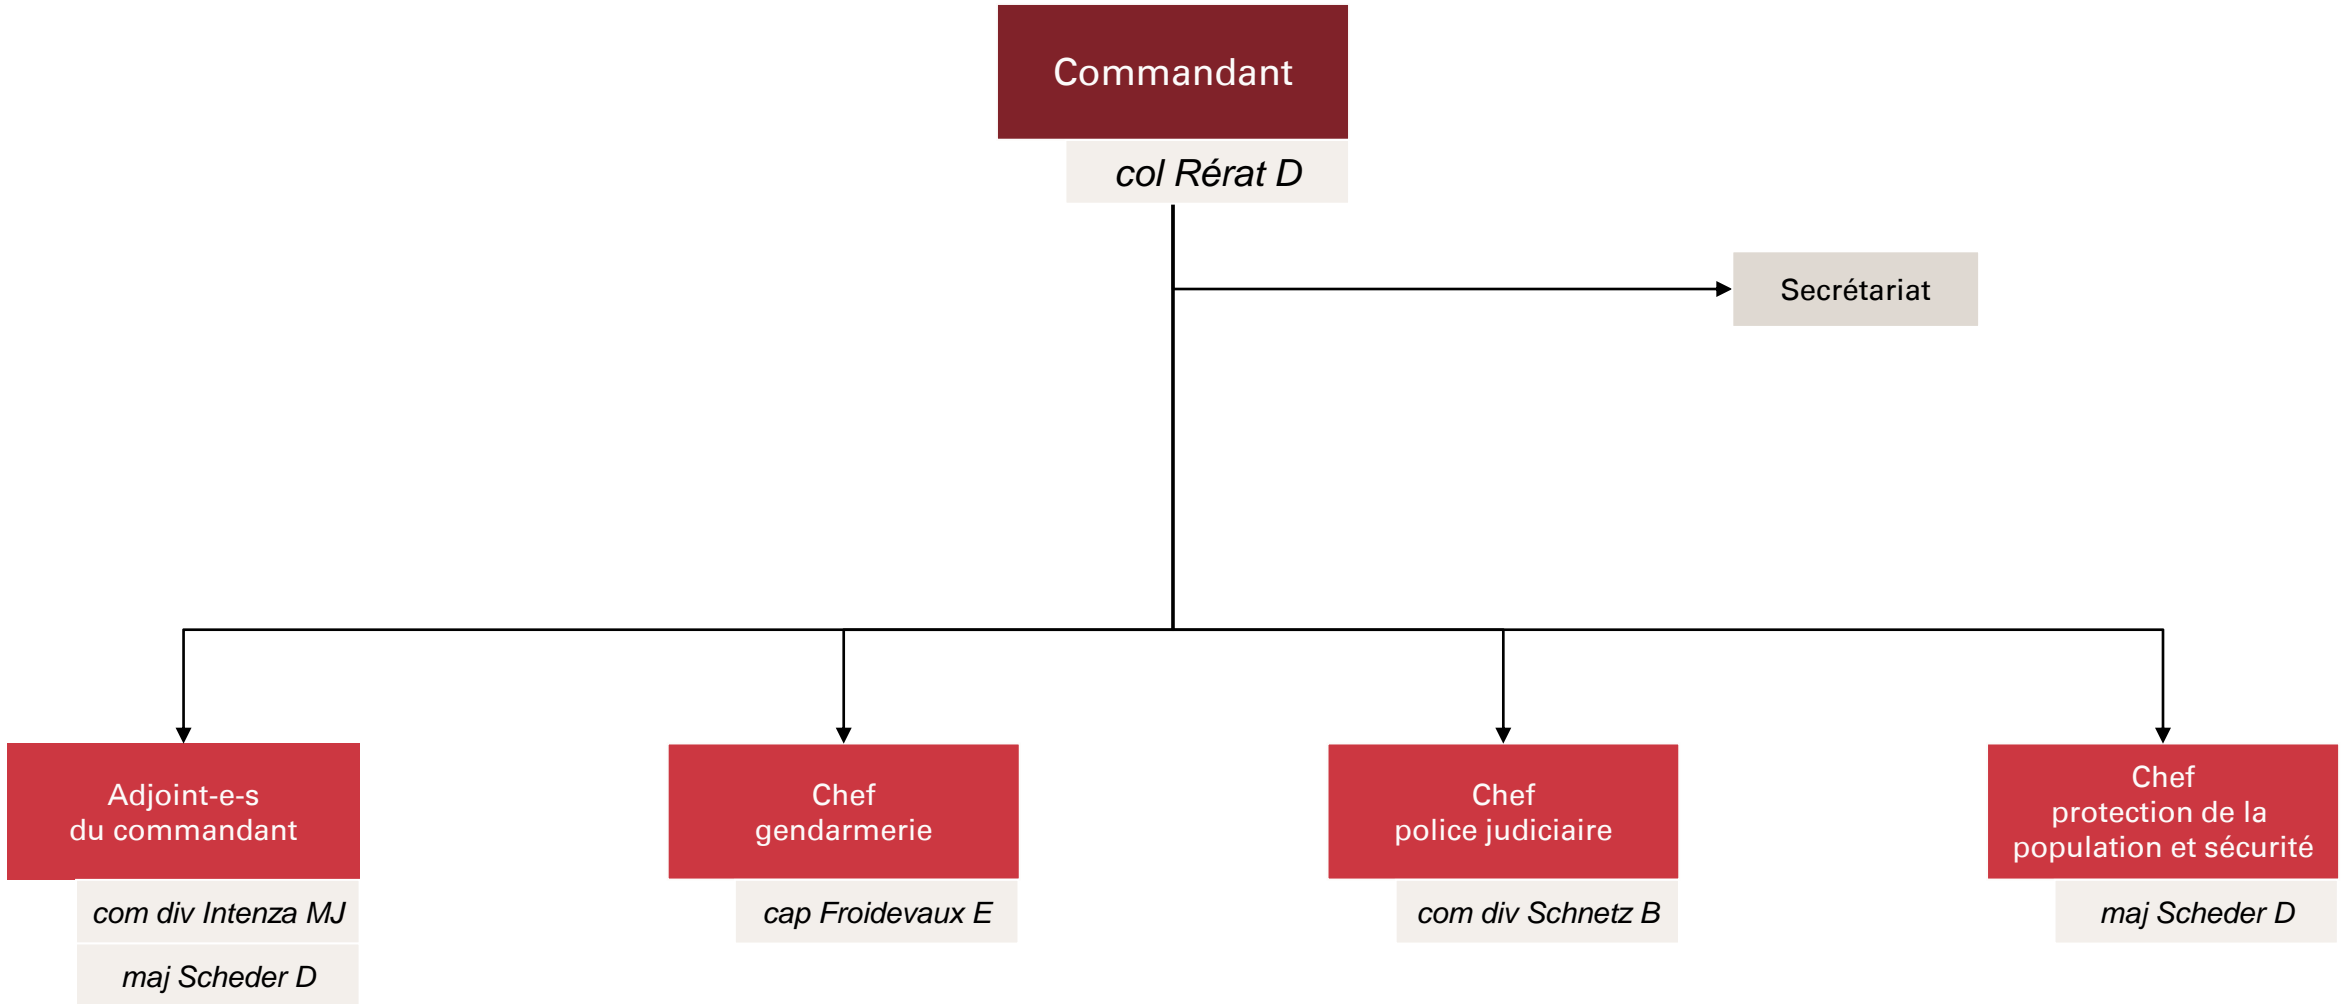 Commandant
col Rérat D
Secrétariat
Adjoint-e-s
du commandant
com div Intenza MJ
maj Scheder D
Chef
gendarmerie
cap Froidevaux E
Chef
police judiciaire
com div Schnetz B
Chef
protection de la
population et sécurité
maj Scheder D